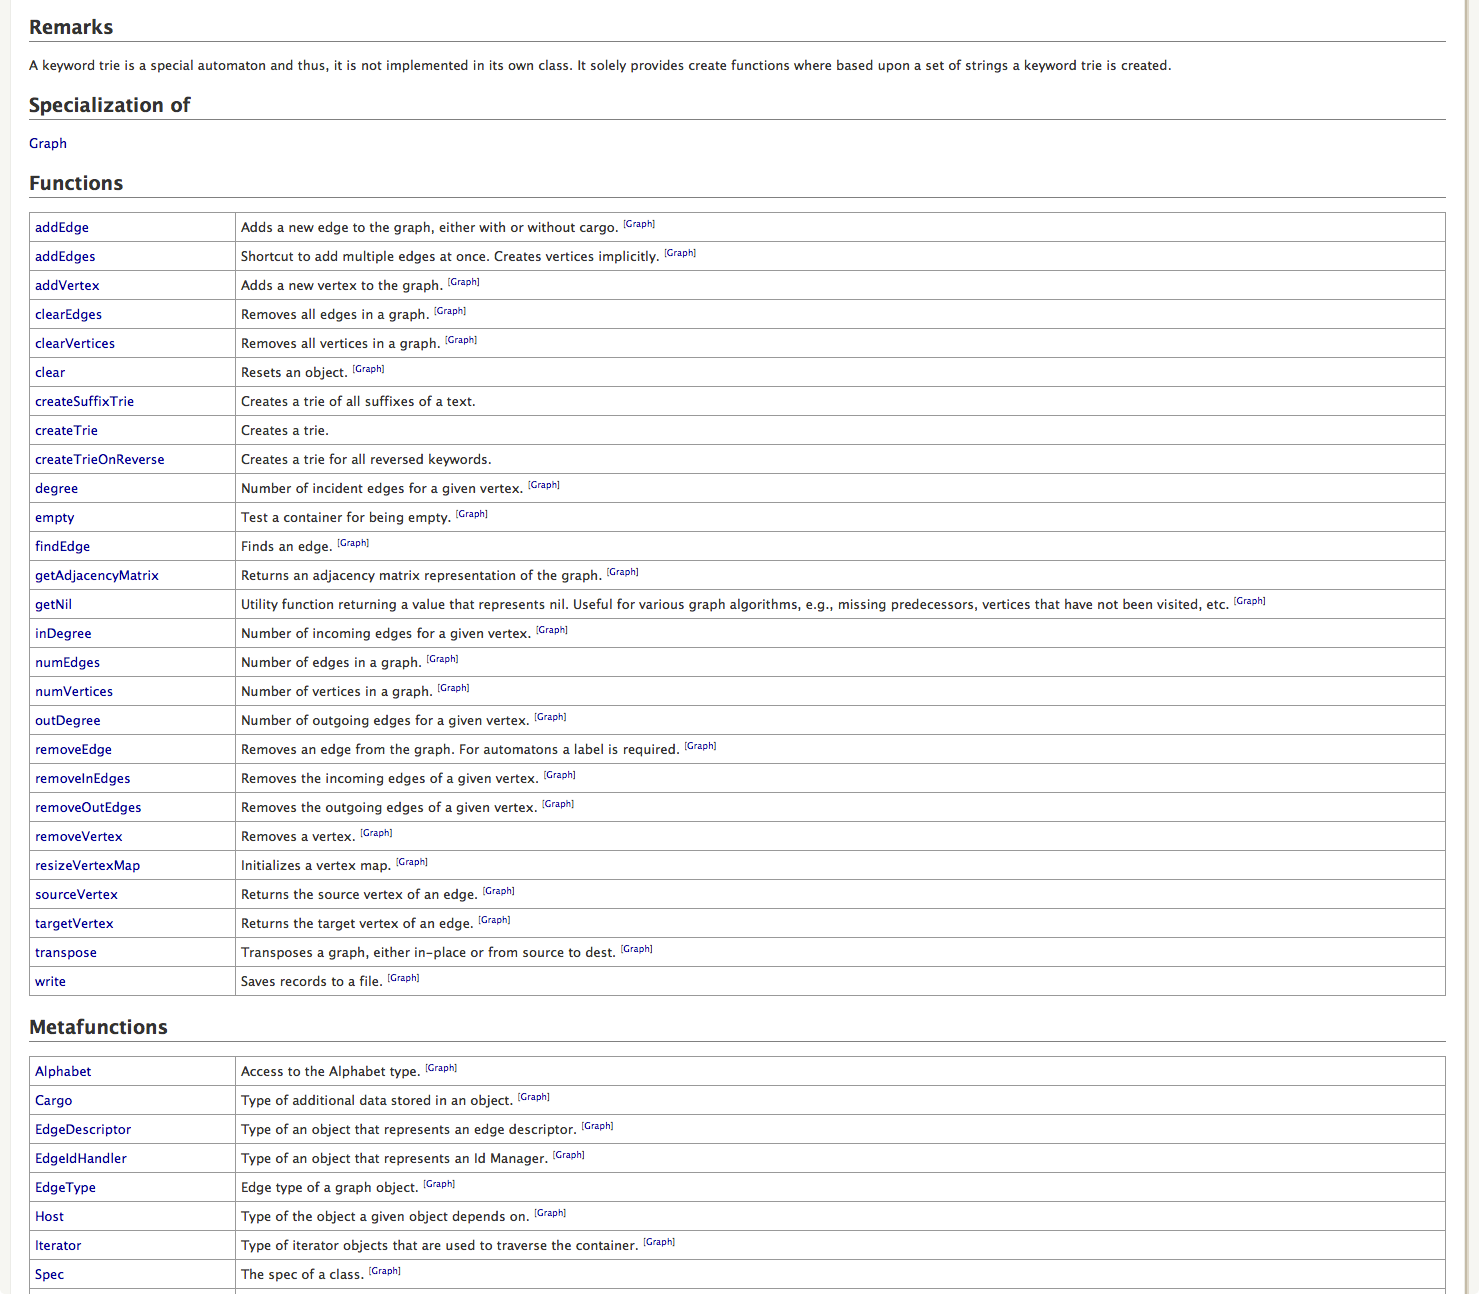 Remarks
A keyword trie is a special automaton and thus, it is not implemented in its own class. It solely provides create functions where based upon a set of strings a keyword trie is created.
Specialization of
Graph
Functions
addEdge Adds a new edge to the graph, either with or without cargo. [Graph]
addEdges Shortcut to add multiple edges at once. Creates vertices implicitly. [Graph]
addVertex Adds a new vertex to the graph. [Graph]
clearEdges Removes all edges in a graph. [Graph]
clearVertices Removes all vertices in a graph. [Graph]
clear Resets an object. [Graph]
createSuffixTrie Creates a trie of all suffixes of a text.
createTrie Creates a trie.
createTrieOnReverse Creates a trie for all reversed keywords.
degree Number of incident edges for a given vertex. [Graph]
empty Test a container for being empty. [Graph]
findEdge Finds an edge. [Graph]
getAdjacencyMatrix Returns an adjacency matrix representation of the graph. [Graph]
getNil Utility function returning a value that represents nil. Useful for various graph algorithms, e.g., missing predecessors, vertices that have not been visited, etc. [Graph]
inDegree Number of incoming edges for a given vertex. [Graph]
numEdges Number of edges in a graph. [Graph]
numVertices Number of vertices in a graph. [Graph]
outDegree Number of outgoing edges for a given vertex. [Graph]
removeEdge Removes an edge from the graph. For automatons a label is required. [Graph]
removeInEdges Removes the incoming edges of a given vertex. [Graph]
removeOutEdges Removes the outgoing edges of a given vertex. [Graph]
removeVertex Removes a vertex. [Graph]
resizeVertexMap Initializes a vertex map. [Graph]
sourceVertex Returns the source vertex of an edge. [Graph]
targetVertex Returns the target vertex of an edge. [Graph]
transpose Transposes a graph, either in-place or from source to dest. [Graph]
write Saves records to a file. [Graph]
Metafunctions
Alphabet Access to the Alphabet type. [Graph]
Cargo Type of additional data stored in an object. [Graph]
EdgeDescriptor Type of an object that represents an edge descriptor. [Graph]
EdgeIdHandler Type of an object that represents an Id Manager. [Graph]
EdgeType Edge type of a graph object. [Graph]
Host Type of the object a given object depends on. [Graph]
Iterator Type of iterator objects that are used to traverse the container. [Graph]
Spec The spec of a class. [Graph]